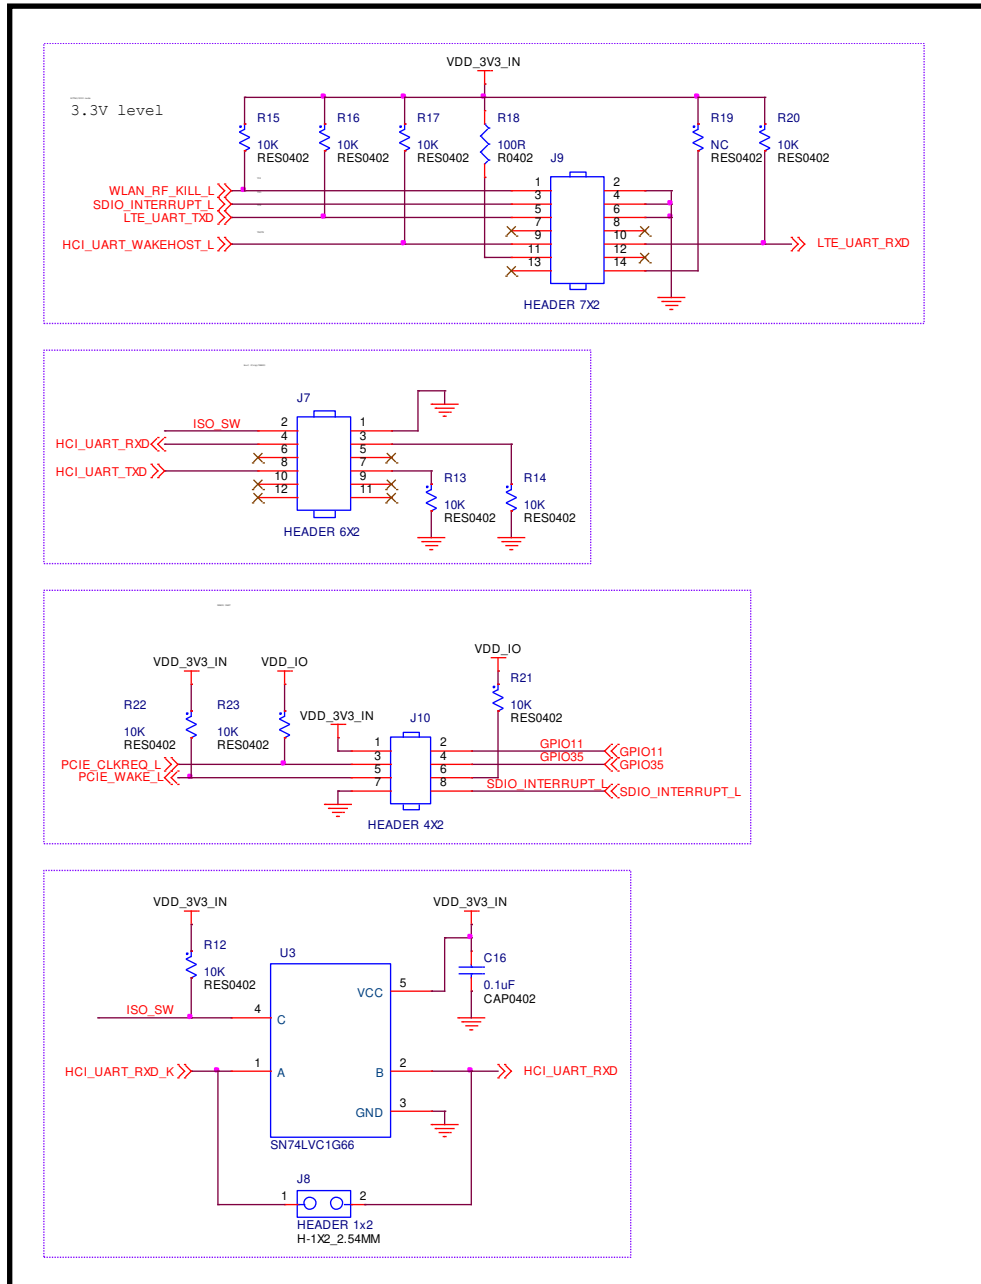 VDD_3V3_IN
3.3V level
R15 R16 R17 R18 R19 R20
10K 10K 10K 100R NC 10K
RES0402 RES0402 RES0402 R0402 RES0402 RES0402
J9
WLAN_RF_KILL_L 1 2
SDIO_INTERRUPT_L 3 4
LTE_UART_TXD 5 6
7 8
HCI_UART_WAKEHOST_L 9 10 LTE_UART_RXD
11 12
13 14
HEADER 7X2
J7
ISO_SW 2 1
HCI_UART_RXD 4 3
6 5
HCI_UART_TXD 8 7
10 9
12 11
R13 R14
10K 10K
RES0402 RES0402
HEADER 6X2
VDD_3V3_IN VDD_IO VDD_IO
R22 R23 R21
10K 10K 10K
RES0402 RES0402 RES0402
VDD_3V3_IN J10
1 2 GPIO11 GPIO11
PCIE_CLKREQ_L 3 4 GPIO35 GPIO35
PCIE_WAKE_L 5 6
7 8 SDIO_INTERRUPT_L SDIO_INTERRUPT_L
HEADER 4X2
VDD_3V3_IN VDD_3V3_IN
R12 U3 C16
10K 0.1uF
RES0402 CAP0402
VCC 5
ISO_SW 4 C
HCI_UART_RXD_K 1 A B 2 HCI_UART_RXD
GND 3
SN74LVC1G66
J8
1 2
HEADER 1x2
H-1X2_2.54MM